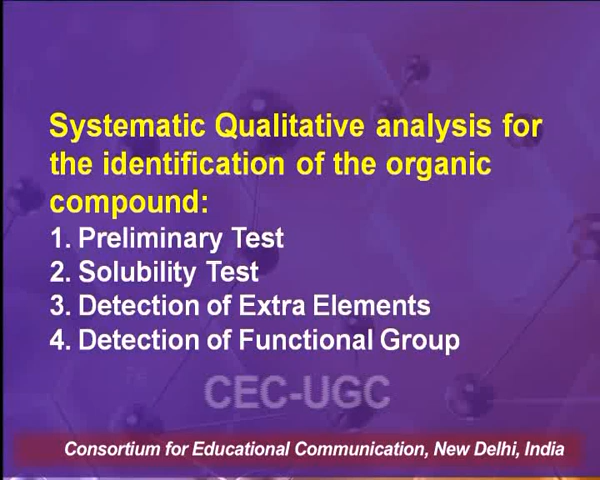 Systematic Qualitative analysis for
the identification of the organic
compound:
1. Preliminary Test
2. Solubility Test
3. Detection of Extra Elements
4. Detection of Functional Group
CEC-UGC
Consortium for Educational Communication, New Delhi, India